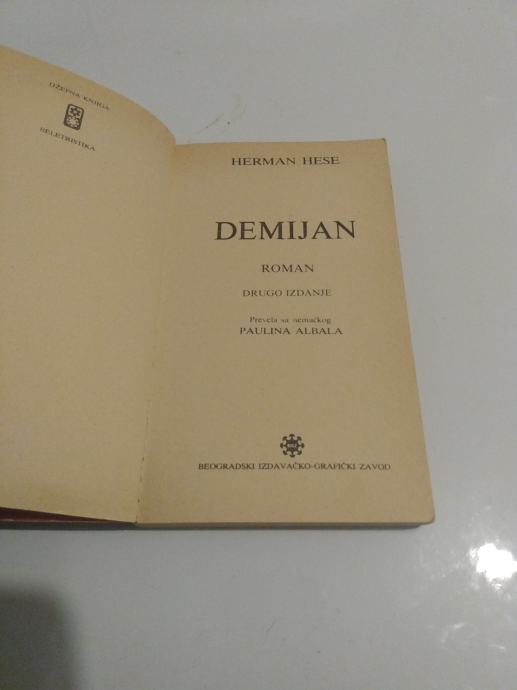 DŽEPNA KNJIGA
BELETRISTIKA
HERMAN HESE
DEMIJAN
ROMAN
DRUGO IZDANJE
Prevela sa nemačkog
PAULINA ALBALA
BEOGRADSKI IZDAVAČKO-GRAFIČKI ZAVOD